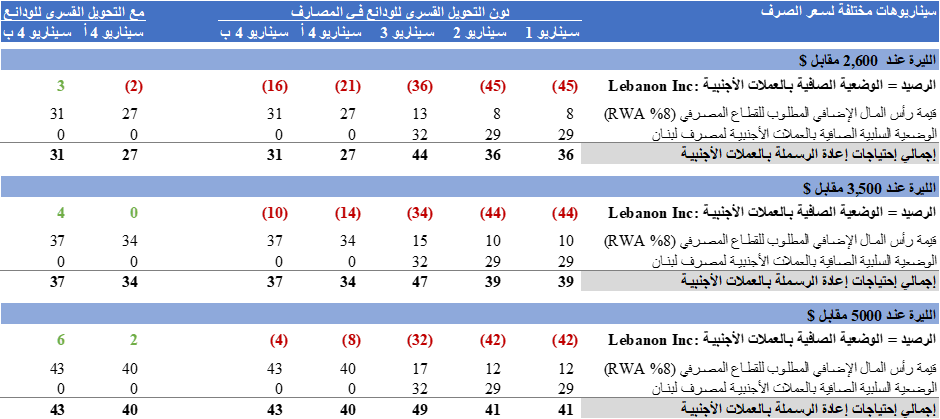 سيناريوهات مختلفة لسعر الصرف دون التحويل القسري للودائع في المصارف مع التحويل القسري للودائع
سيناريو 1 سيناريو 2 سيناريو 3 سيناريو 4 أ سيناريو 4 ب سيناريو 4 أ سيناريو 4 ب
الليرة عند 2,600 مقابل $
الرصيد = الوضعية الصافية بالعملات الأجنبية :Lebanon Inc (45) (45) (36) (21) (16) (2) 3
قيمة رأس المال الإضافي المطلوب للقطاع المصرفي (8% RWA) 8 8 13 27 31 27 31
الوضعية السلبية الصافية بالعملات الأجنبية لمصرف لبنان 29 29 32 0 0 0 0
إجمالي إحتياجات إعادة الرسملة بالعملات الأجنبية 36 36 44 27 31 27 31
الليرة عند 3,500 مقابل $
الرصيد = الوضعية الصافية بالعملات الأجنبية :Lebanon Inc (44) (44) (34) (14) (10) 0 4
قيمة رأس المال الإضافي المطلوب للقطاع المصرفي (8% RWA) 10 10 15 34 37 34 37
الوضعية السلبية الصافية بالعملات الأجنبية لمصرف لبنان 29 29 32 0 0 0 0
إجمالي إحتياجات إعادة الرسملة بالعملات الأجنبية 39 39 47 34 37 34 37
الليرة عند 5000 مقابل $
الرصيد = الوضعية الصافية بالعملات الأجنبية :Lebanon Inc (42) (42) (32) (8) (4) 2 6
قيمة رأس المال الإضافي المطلوب للقطاع المصرفي (8% RWA) 12 12 17 40 43 40 43
الوضعية السلبية الصافية بالعملات الأجنبية لمصرف لبنان 29 29 32 0 0 0 0
إجمالي إحتياجات إعادة الرسملة بالعملات الأجنبية 41 41 49 40 43 40 43